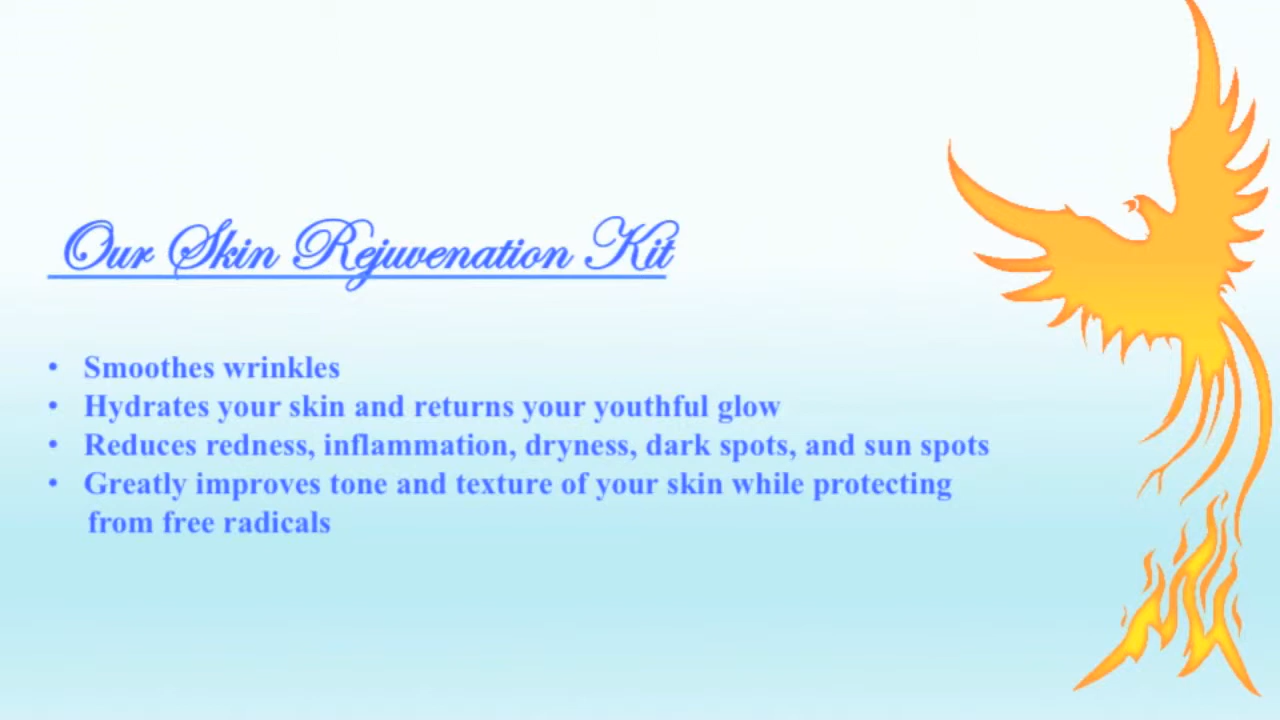 Our Skin Rejuvenation Kit
• Smoothes wrinkles
• Hydrates your skin and returns your youthful glow
• Reduces redness, inflammation, dryness, dark spots, and sun spots
• Greatly improves tone and texture of your skin while protecting
from free radicals